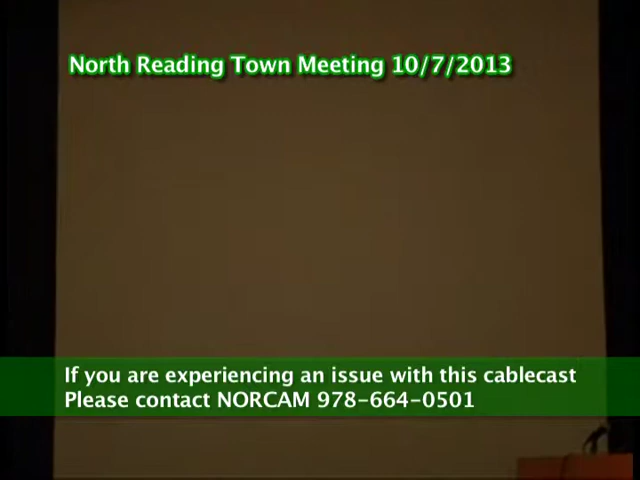 North Reading Town Meeting 10/7/2013
If you are experiencing an issue with this cablecast
Please contact NORCAM 978-664-0501